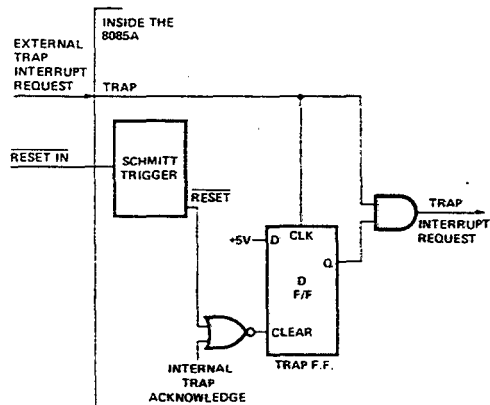 INSIDE THE
8085A
EXTERNAL
TRAP
INTERRUPT
REQUEST
TRAP
RESET IN
SCHMITT
TRIGGER
RESET
+5V
D
CLK
Q
D
F/F
CLEAR
TRAP F.F.
INTERNAL
TRAP
ACKNOWLEDGE
TRAP
INTERRUPT
REQUEST